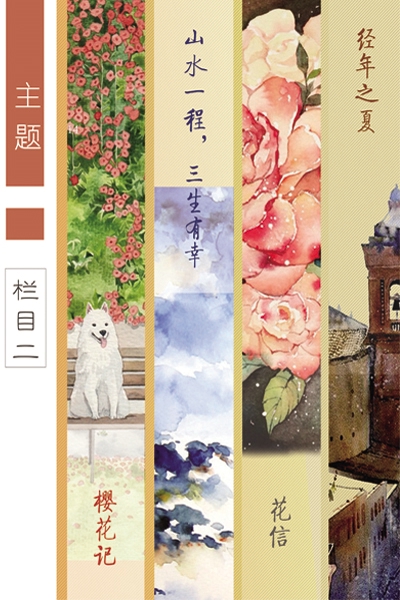 主题
栏目二
樱花记
山水一程，三生有幸
花信
经年之夏